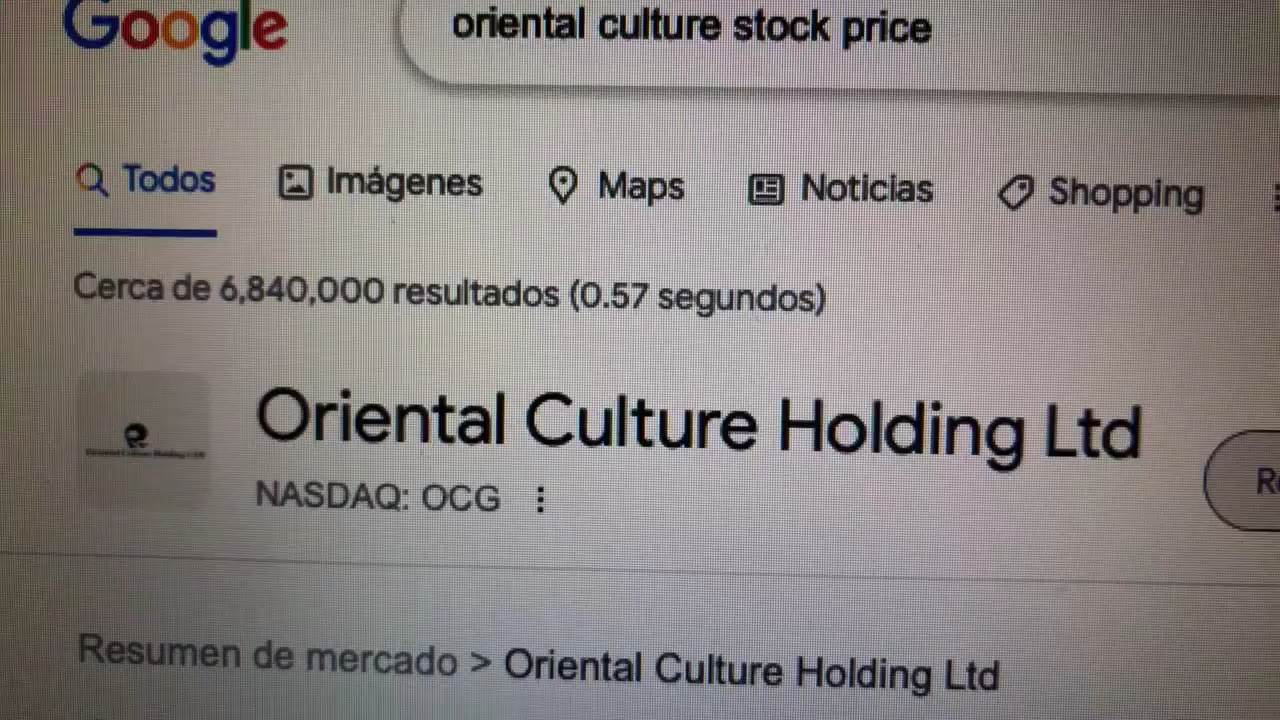 Google
oriental culture stock price
Todos
Imágenes
Maps
Noticias
Shopping
Cerca de 6,840,000 resultados (0.57 segundos)
Oriental Culture Holding Ltd
NASDAQ: OCG
Resumen de mercado > Oriental Culture Holding Ltd